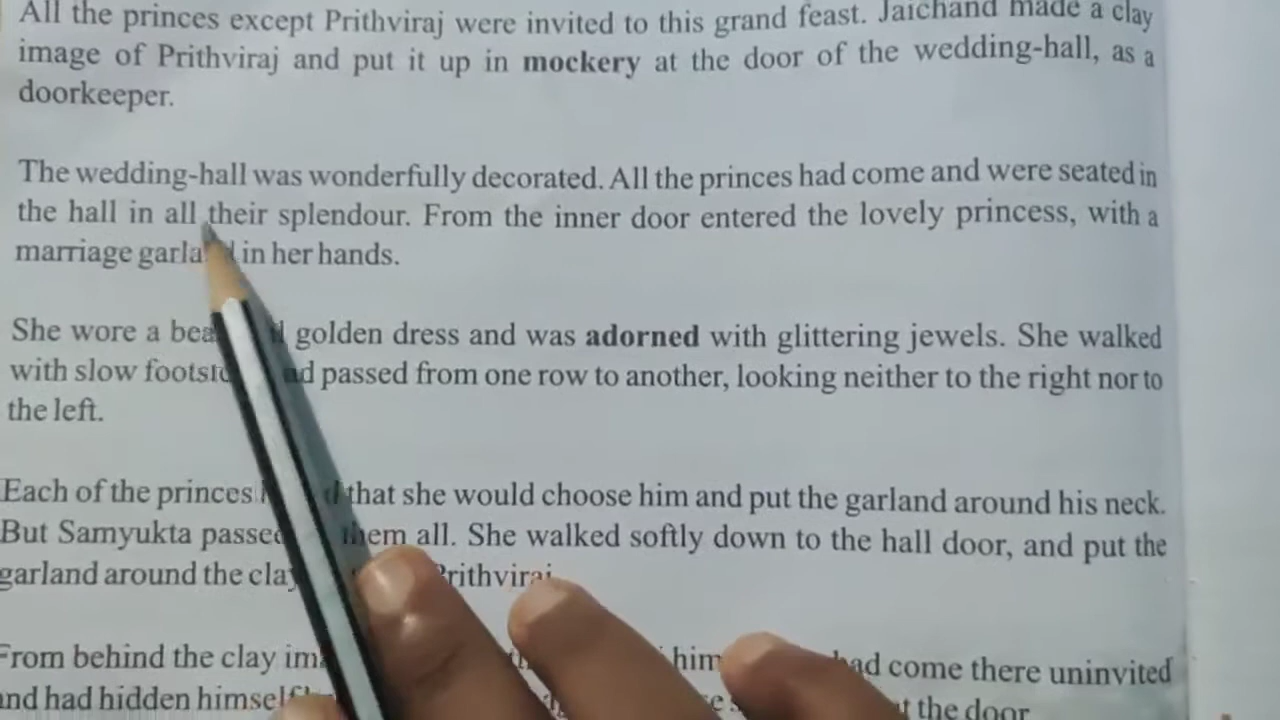 All the princes except Prithviraj were invited to this grand feast. Jaichand made a clay
image of Prithviraj and put it up in mockery at the door of the wedding-hall, as a
doorkeeper.
The wedding-hall was wonderfully decorated. All the princes had come and were seated in
the hall in all their splendour. From the inner door entered the lovely princess, with a
marriage garland in her hands.
She wore a golden dress and was adorned with glittering jewels. She walked
with slow passed from one row to another, looking neither to the right nor to
the left.
Each of the princes that she would choose him and put the garland around his neck.
But Samyukta passed them all. She walked softly down to the hall door, and put the
garland around the clay Prithviraj
From behind the clay come there uninvited
and had hidden the door